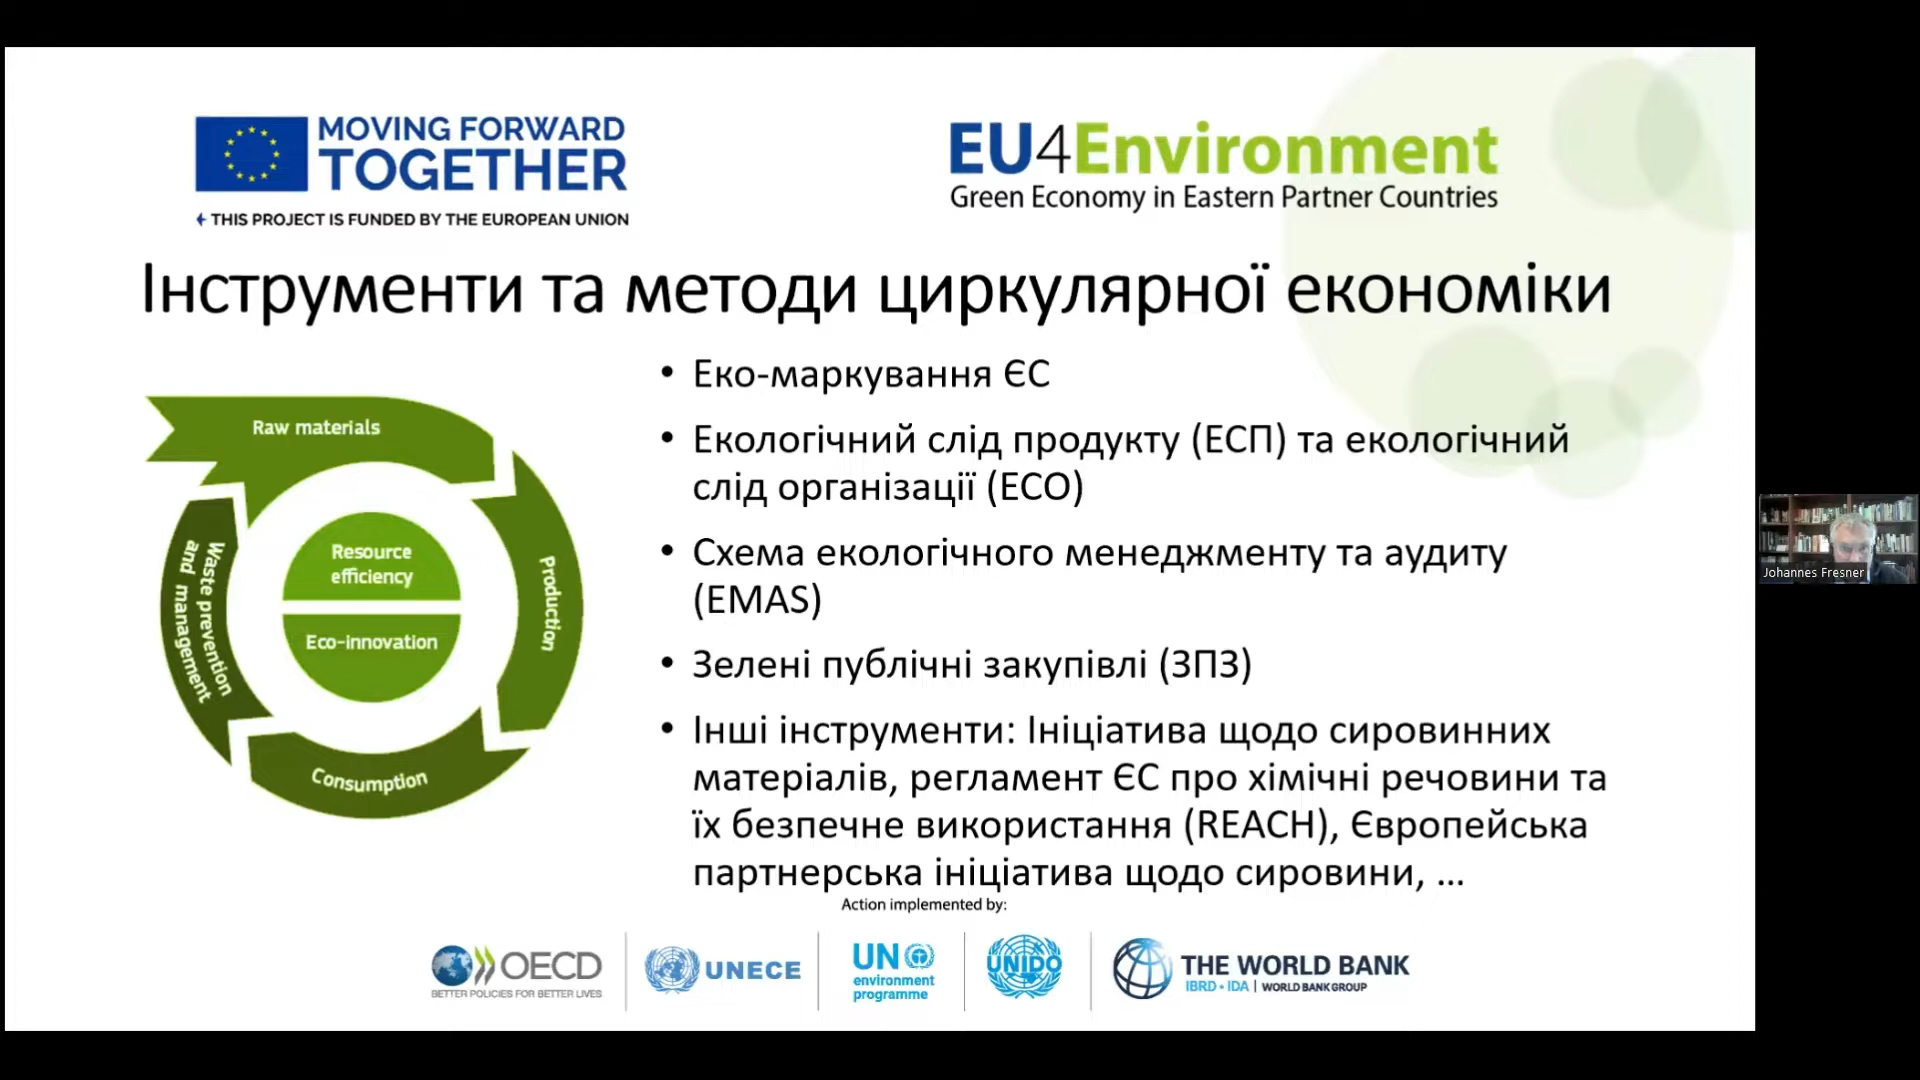 MOVING FORWARD
TOGETHER
THIS PROJECT IS FUNDED BY THE EUROPEAN UNION
EU4Environment
Green Economy in Eastern Partner Countries
Інструменти та методи циркулярної економіки
Raw materials
Production
Consumption
Waste prevention
and management
Resource
efficiency
Eco-innovation
• Еко-маркування ЄС
• Екологічний слід продукту (ЕСП) та екологічний
слід організації (ЕСО)
• Схема екологічного менеджменту та аудиту
(EMAS)
• Зелені публічні закупівлі (ЗПЗ)
• Інші інструменти: Ініціатива щодо сировинних
матеріалів, регламент ЄС про хімічні речовини та
їх безпечне використання (REACH), Європейська
партнерська ініціатива щодо сировини, ...
Johannes Fresner
Action implemented by:
OECD
BETTER POLICIES FOR BETTER LIVES
UNECE
UN
environment
programme
UNIDO
THE WORLD BANK
IBRD • IDA | WORLD BANK GROUP